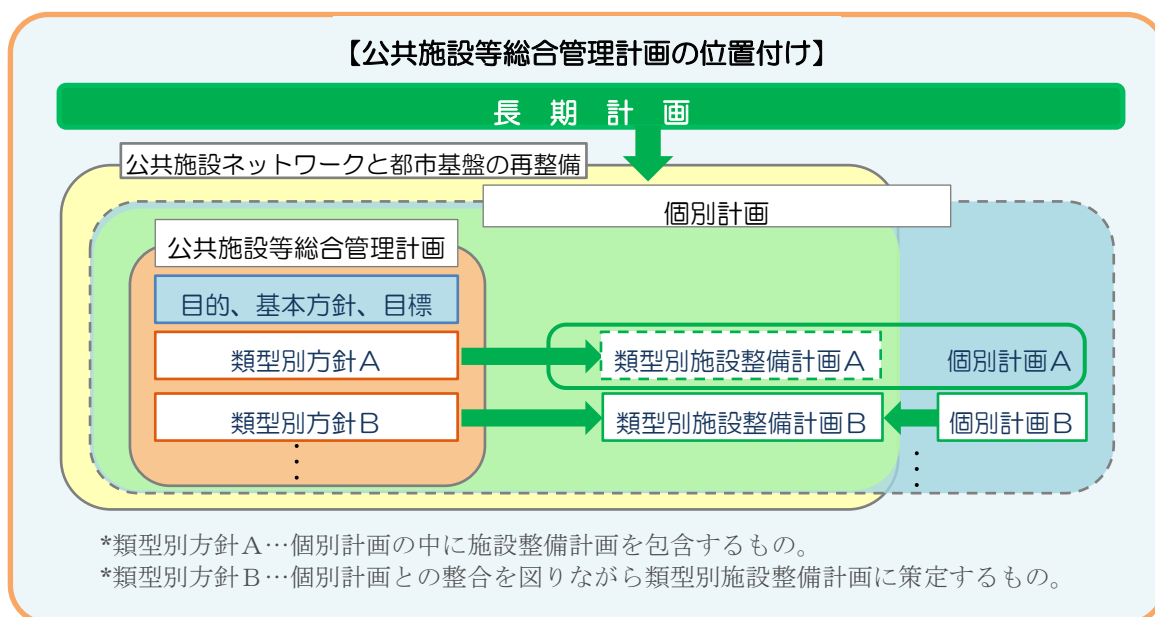 【公共施設等総合管理計画の位置付け】
長 期 計 画
公共施設ネットワークと都市基盤の再整備
個別計画
公共施設等総合管理計画
目的、基本方針、目標
類型別方針A
類型別施設整備計画A
個別計画A
類型別方針B
類型別施設整備計画B
個別計画B
*類型別方針A…個別計画の中に施設整備計画を包含するもの。
*類型別方針B…個別計画との整合を図りながら類型別施設整備計画に策定するもの。